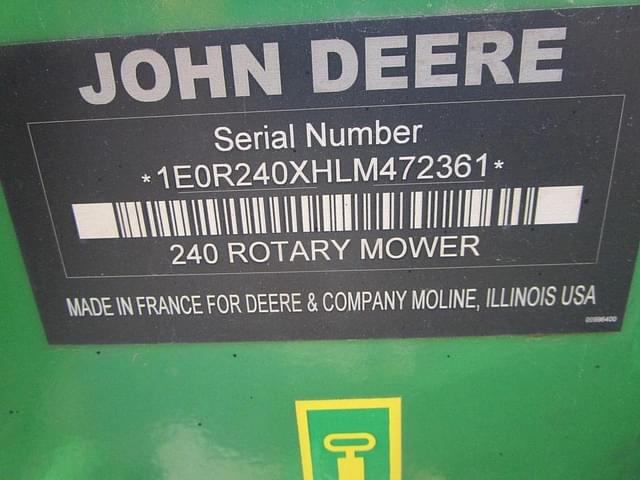 JOHN DEERE
Serial Number
*1E0R240XHLM472361*
240 ROTARY MOWER
MADE IN FRANCE FOR DEERE & COMPANY MOLINE, ILLINOIS USA